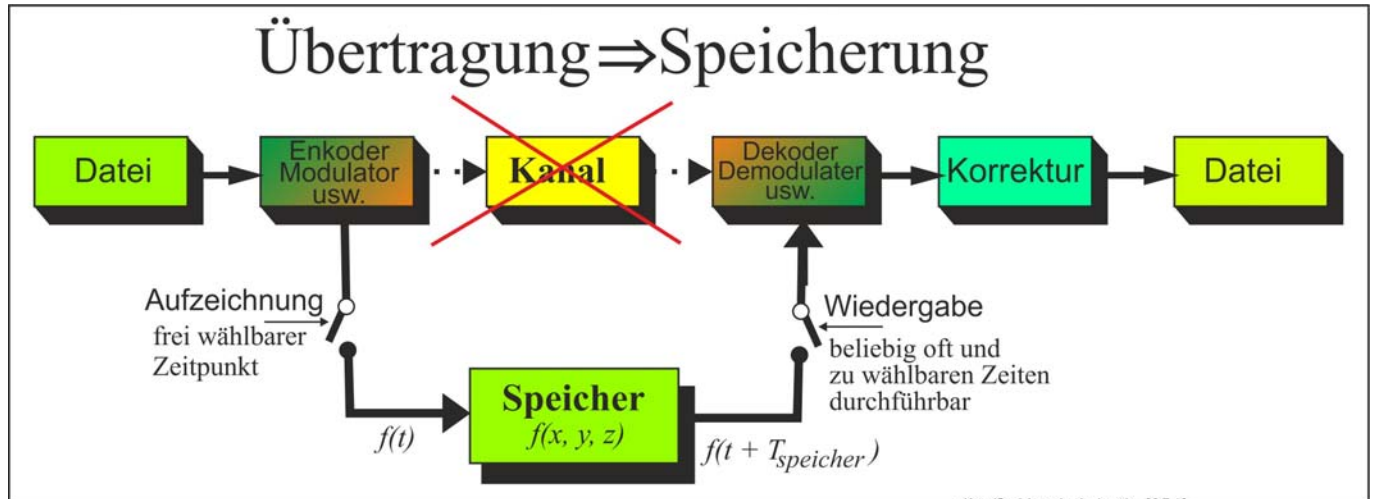 Übertragung⇒Speicherung
Datei
Enkoder
Modulator
usw.
Kanal
Dekoder
Demodulater
usw.
Korrektur
Datei
Aufzeichnung
frei wählbarer
Zeitpunkt
Wiedergabe
beliebig oft und
zu wählbaren Zeiten
durchführbar
Speicher
f(x, y, z)
f(t)
f(t + Tspeicher)